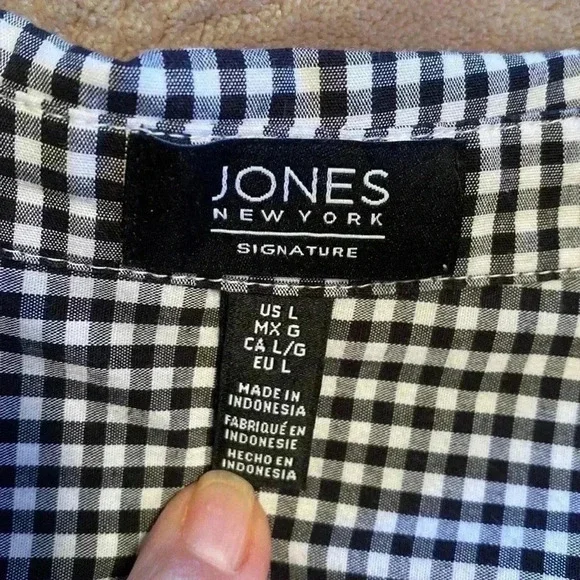 JONES
NEW YORK
SIGNATURE
US L
MX G
CA L/G
EU L
MADE IN
INDONESIA
FABRIQUÉ EN
INDONESIE
HECHO EN
INDONESIA